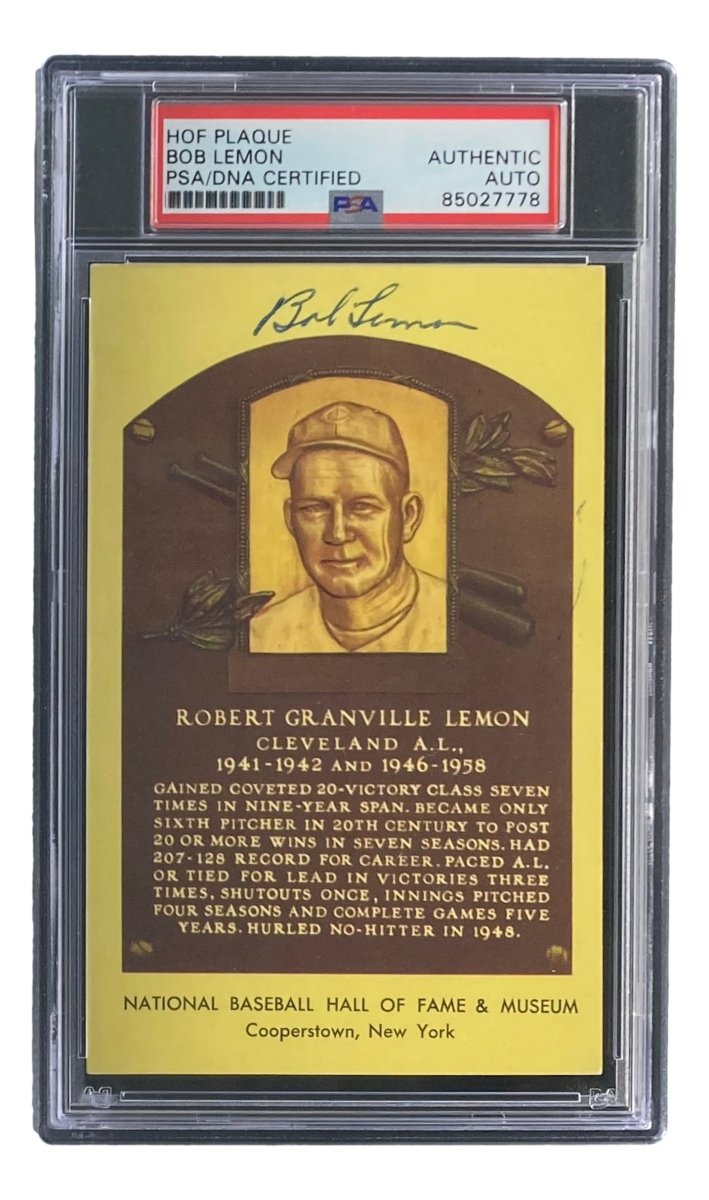 HOF PLAQUE
BOB LEMON
PSA/DNA CERTIFIED
AUTHENTIC
AUTO
85027778
PSA
Bob Lemon
ROBERT GRANVILLE LEMON
CLEVELAND A.L.,
1941-1942 AND 1946-1958
GAINED COVETED 20-VICTORY CLASS SEVEN
TIMES IN NINE-YEAR SPAN. BECAME ONLY
SIXTH PITCHER IN 20TH CENTURY TO POST
20 OR MORE WINS IN SEVEN SEASONS. HAD
207-128 RECORD FOR CAREER. PACED A.L.
OR TIED FOR LEAD IN VICTORIES THREE
TIMES, SHUTOUTS ONCE, INNINGS PITCHED
FOUR SEASONS AND COMPLETE GAMES FIVE
YEARS. HURLED NO-HITTER IN 1948.
NATIONAL BASEBALL HALL OF FAME & MUSEUM
Cooperstown, New York